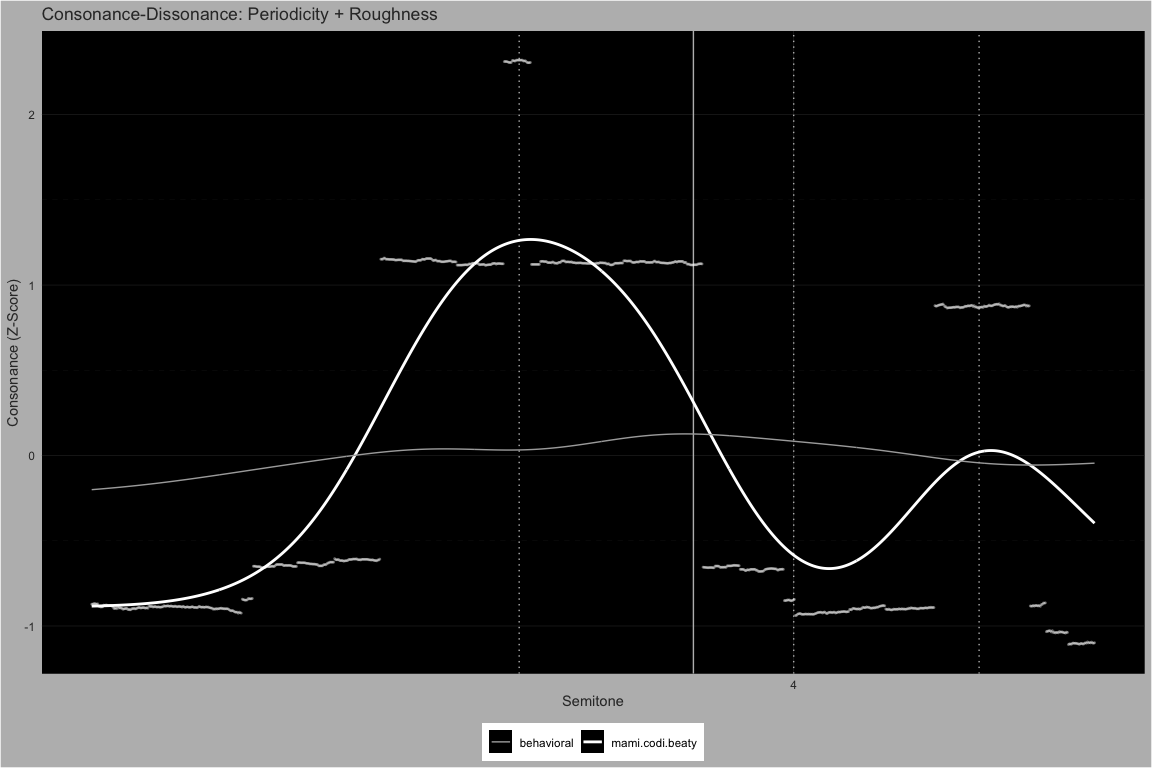 Consonance-Dissonance: Periodicity + Roughness
Consonance (Z-Score)
2
1
0
-1
4
Semitone
behavioral
mami.codi.beaty